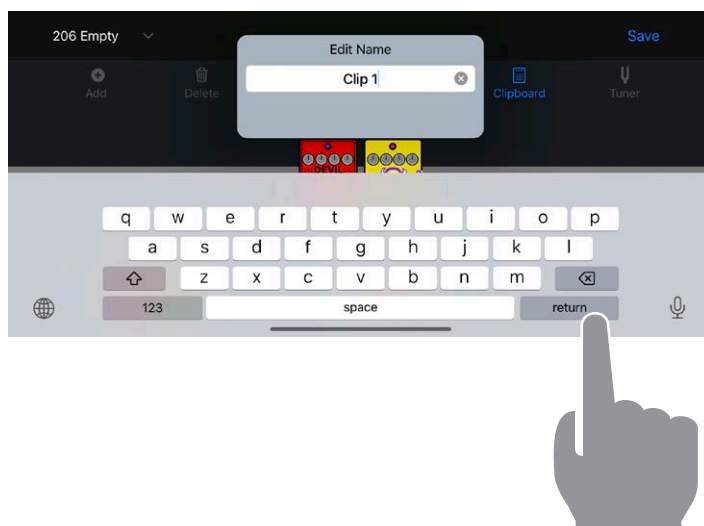 206 Empty
Edit Name
Save
Clip 1
Add
Delete
Clipboard
Tuner
DEVIL
q w e r t y u i o p
a s d f g h j k l
z x c v b n m
123 space return